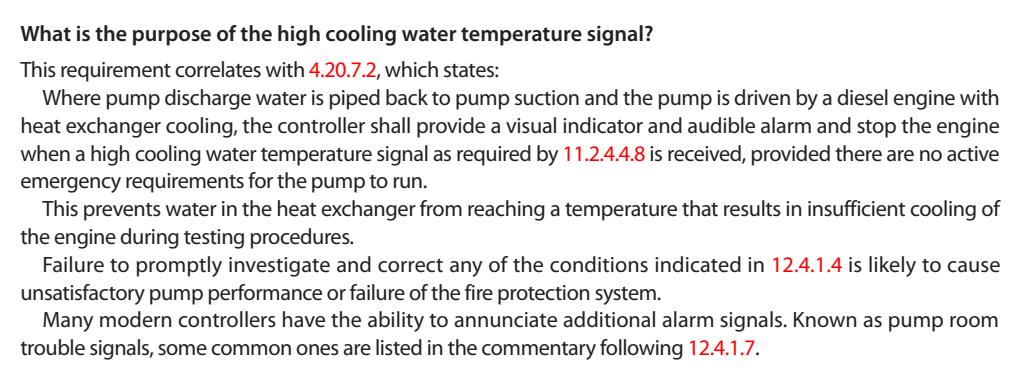 What is the purpose of the high cooling water temperature signal?
This requirement correlates with 4.20.7.2, which states:
Where pump discharge water is piped back to pump suction and the pump is driven by a diesel engine with
heat exchanger cooling, the controller shall provide a visual indicator and audible alarm and stop the engine
when a high cooling water temperature signal as required by 11.2.4.4.8 is received, provided there are no active
emergency requirements for the pump to run.
This prevents water in the heat exchanger from reaching a temperature that results in insufficient cooling of
the engine during testing procedures.
Failure to promptly investigate and correct any of the conditions indicated in 12.4.1.4 is likely to cause
unsatisfactory pump performance or failure of the fire protection system.
Many modern controllers have the ability to annunciate additional alarm signals. Known as pump room
trouble signals, some common ones are listed in the commentary following 12.4.1.7.